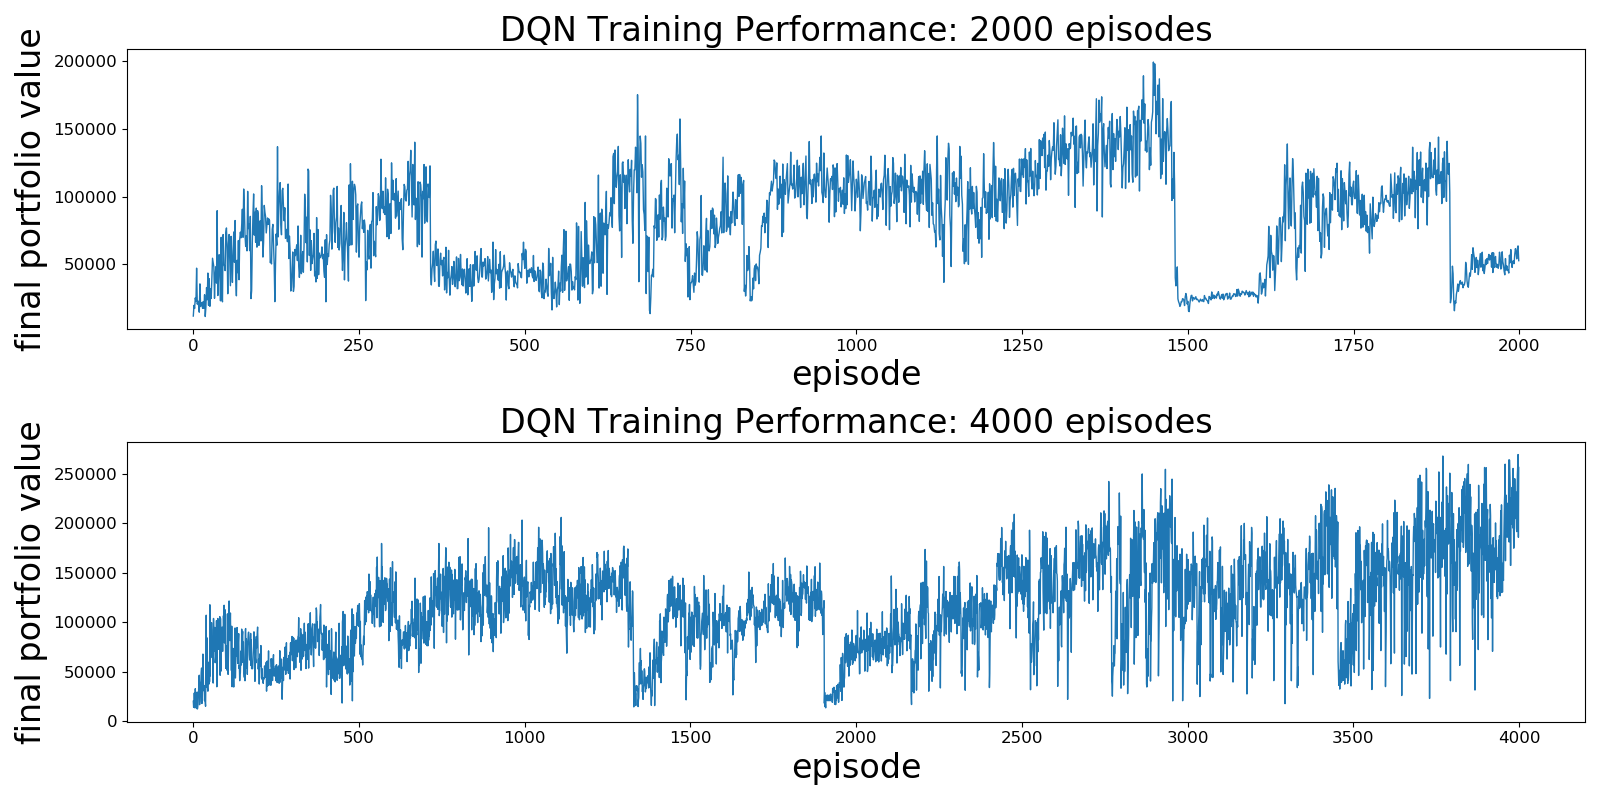 DQN Training Performance: 2000 episodes
final portfolio value
200000
150000
100000
50000
0 250 500 750 1000 1250 1500 1750 2000
episode
DQN Training Performance: 4000 episodes
final portfolio value
250000
200000
150000
100000
50000
0
0 500 1000 1500 2000 2500 3000 3500 4000
episode